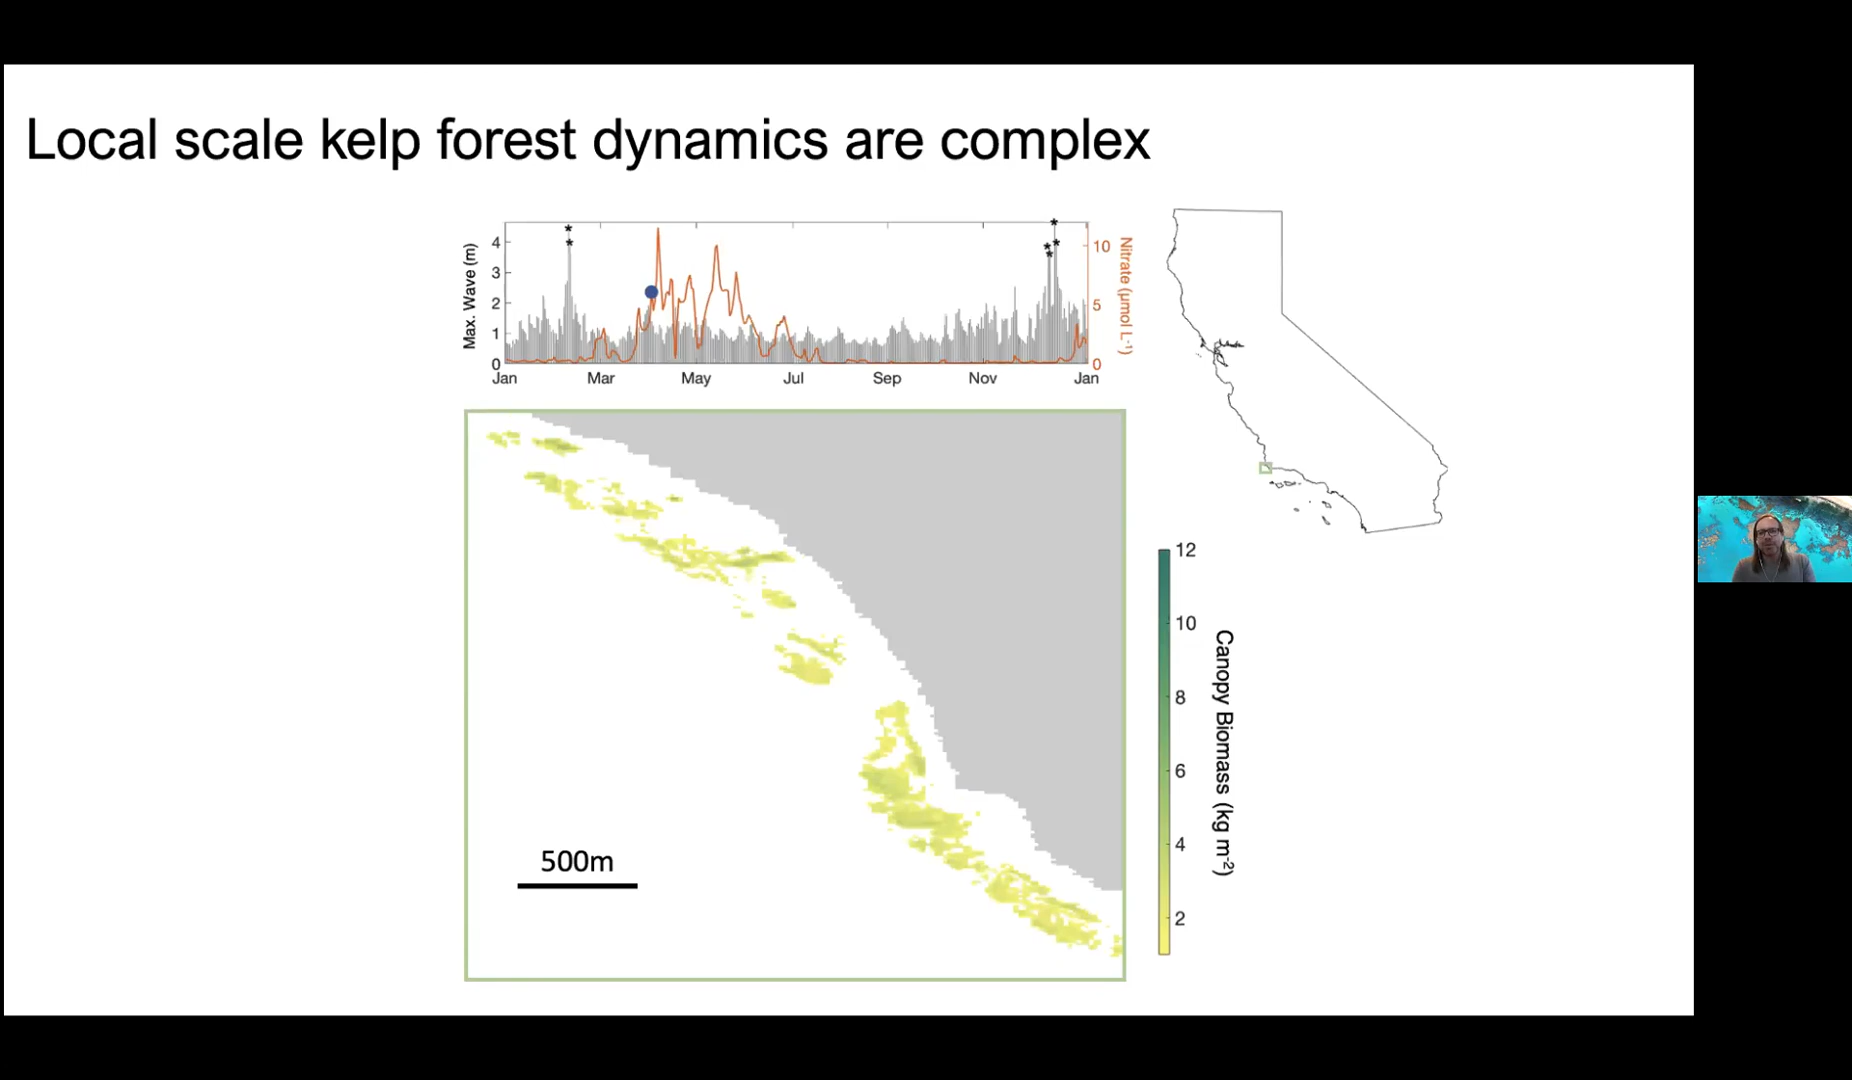 Local scale kelp forest dynamics are complex
Max. Wave (m)
4
3
2
1
0
*
*
*
*
*
*
Jan
Mar
May
Jul
Sep
Nov
Jan
10
5
0
Nitrate (μmol L⁻¹)
500m
12
10
8
6
4
2
Canopy Biomass (kg m⁻²)